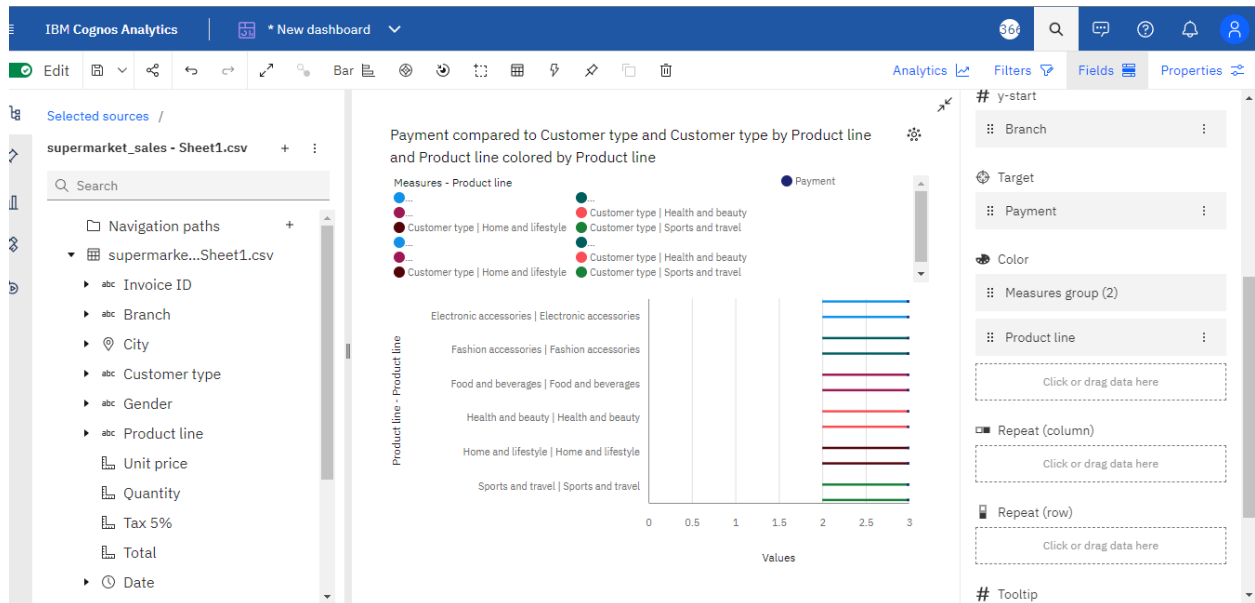 IBM Cognos Analytics
* New dashboard
366
Edit
Bar
Analytics
Filters
Fields
Properties
Selected sources /
supermarket_sales - Sheet1.csv
Search
Navigation paths
supermarke...Sheet1.csv
abc Invoice ID
abc Branch
City
abc Customer type
abc Gender
abc Product line
Unit price
Quantity
Tax 5%
Total
Date
Payment compared to Customer type and Customer type by Product line
and Product line colored by Product line
Measures - Product line
Payment
... ...
... Customer type | Health and beauty
Customer type | Home and lifestyle Customer type | Sports and travel
... ...
... Customer type | Health and beauty
Customer type | Home and lifestyle Customer type | Sports and travel
Product line - Product line
Electronic accessories | Electronic accessories
Fashion accessories | Fashion accessories
Food and beverages | Food and beverages
Health and beauty | Health and beauty
Home and lifestyle | Home and lifestyle
Sports and travel | Sports and travel
0 0.5 1 1.5 2 2.5 3
Values
# y-start
Branch
Target
Payment
Color
Measures group (2)
Product line
Click or drag data here
Repeat (column)
Click or drag data here
Repeat (row)
Click or drag data here
# Tooltip